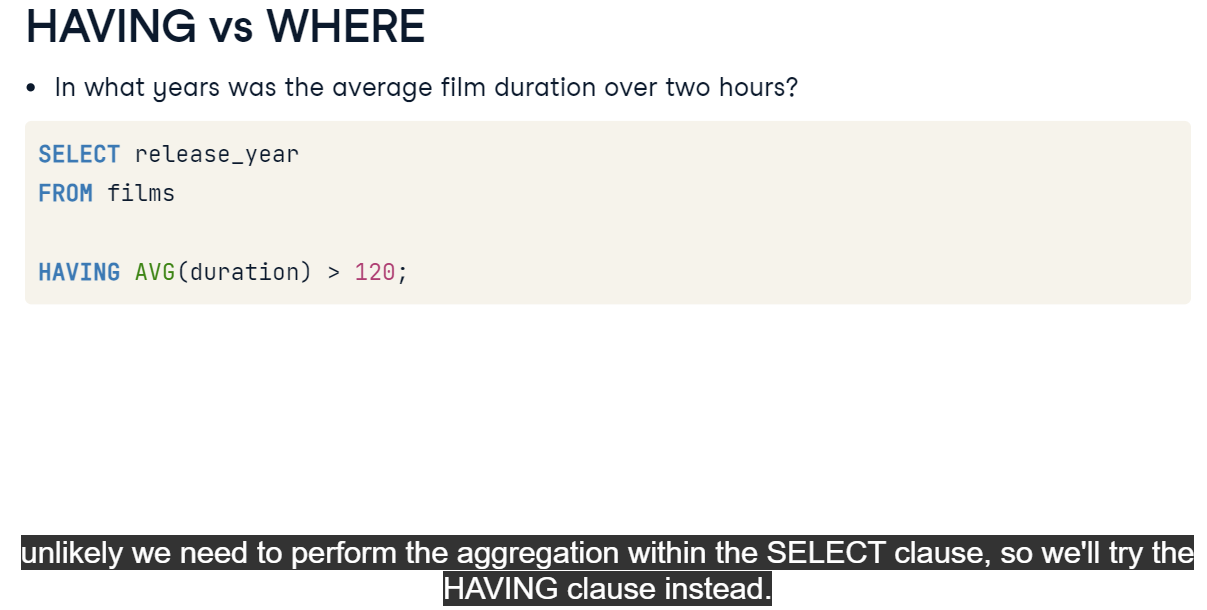 HAVING vs WHERE
• In what years was the average film duration over two hours?
SELECT release_year
FROM films
HAVING AVG(duration) > 120;
unlikely we need to perform the aggregation within the SELECT clause, so we'll try the
HAVING clause instead.